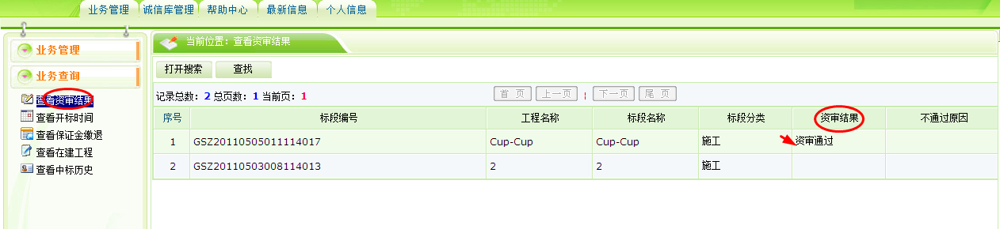 业务管理 诚信库管理 帮助中心 最新信息 个人信息
当前位置：查看资审结果
业务管理
打开搜索 查找
业务查询
记录总数：2 总页数：1 当前页：1 首 页 上一页 下一页 尾 页
查看资审结果
查看开标时间
查看保证金缴退
查看在建工程
查看中标历史
序号 标段编号 工程名称 标段名称 标段分类 资审结果 不通过原因
1 GSZ20110505011114017 Cup-Cup Cup-Cup 施工 资审通过
2 GSZ20110503008114013 2 2 施工